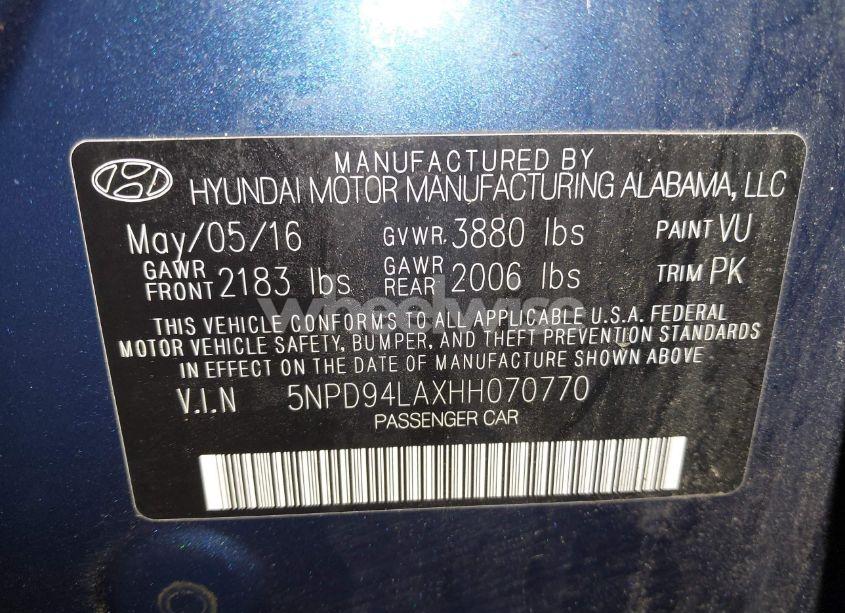 MANUFACTURED BY
HYUNDAI MOTOR MANUFACTURING ALABAMA, LLC
May/05/16 GVWR 3880 lbs PAINT VU
GAWR FRONT 2183 lbs GAWR REAR 2006 lbs TRIM PK
wheelwise
THIS VEHICLE CONFORMS TO ALL APPLICABLE U.S.A. FEDERAL
MOTOR VEHICLE SAFETY, BUMPER, AND THEFT PREVENTION STANDARDS
IN EFFECT ON THE DATE OF MANUFACTURE SHOWN ABOVE
V.I.N 5NPD94LAXHH070770
PASSENGER CAR